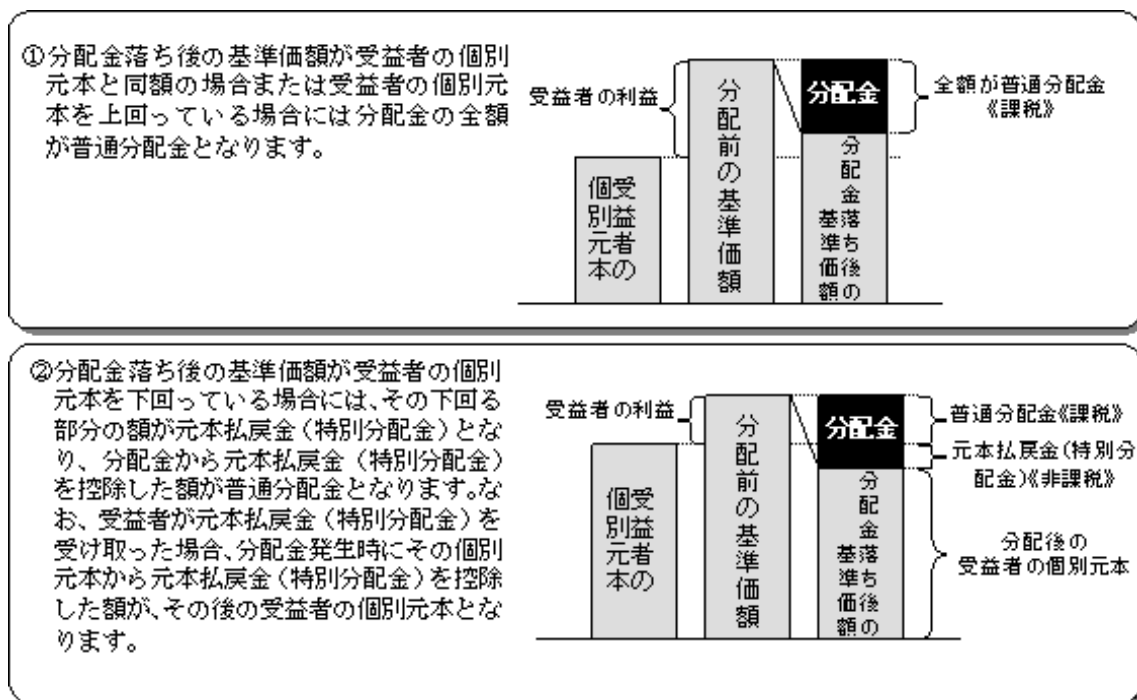 ①分配金落ち後の基準価額が受益者の個別
元本と同額の場合または受益者の個別元
本を上回っている場合には分配金の全額
が普通分配金となります。
受益者の利益
受益者の
個別元本
分配前の基準価額
分配金
分配金落ち後の
基準価額
全額が普通分配金
《課税》
②分配金落ち後の基準価額が受益者の個別
元本を下回っている場合には、その下回る
部分の額が元本払戻金（特別分配金）とな
り、分配金から元本払戻金（特別分配金）
を控除した額が普通分配金となります。な
お、受益者が元本払戻金（特別分配金）を
受け取った場合、分配金発生時にその個別
元本から元本払戻金（特別分配金）を控除
した額が、その後の受益者の個別元本とな
ります。
受益者の利益
受益者の
個別元本
分配前の基準価額
分配金
分配金落ち後の
基準価額
普通分配金《課税》
元本払戻金（特別分
配金）《非課税》
分配後の
受益者の個別元本